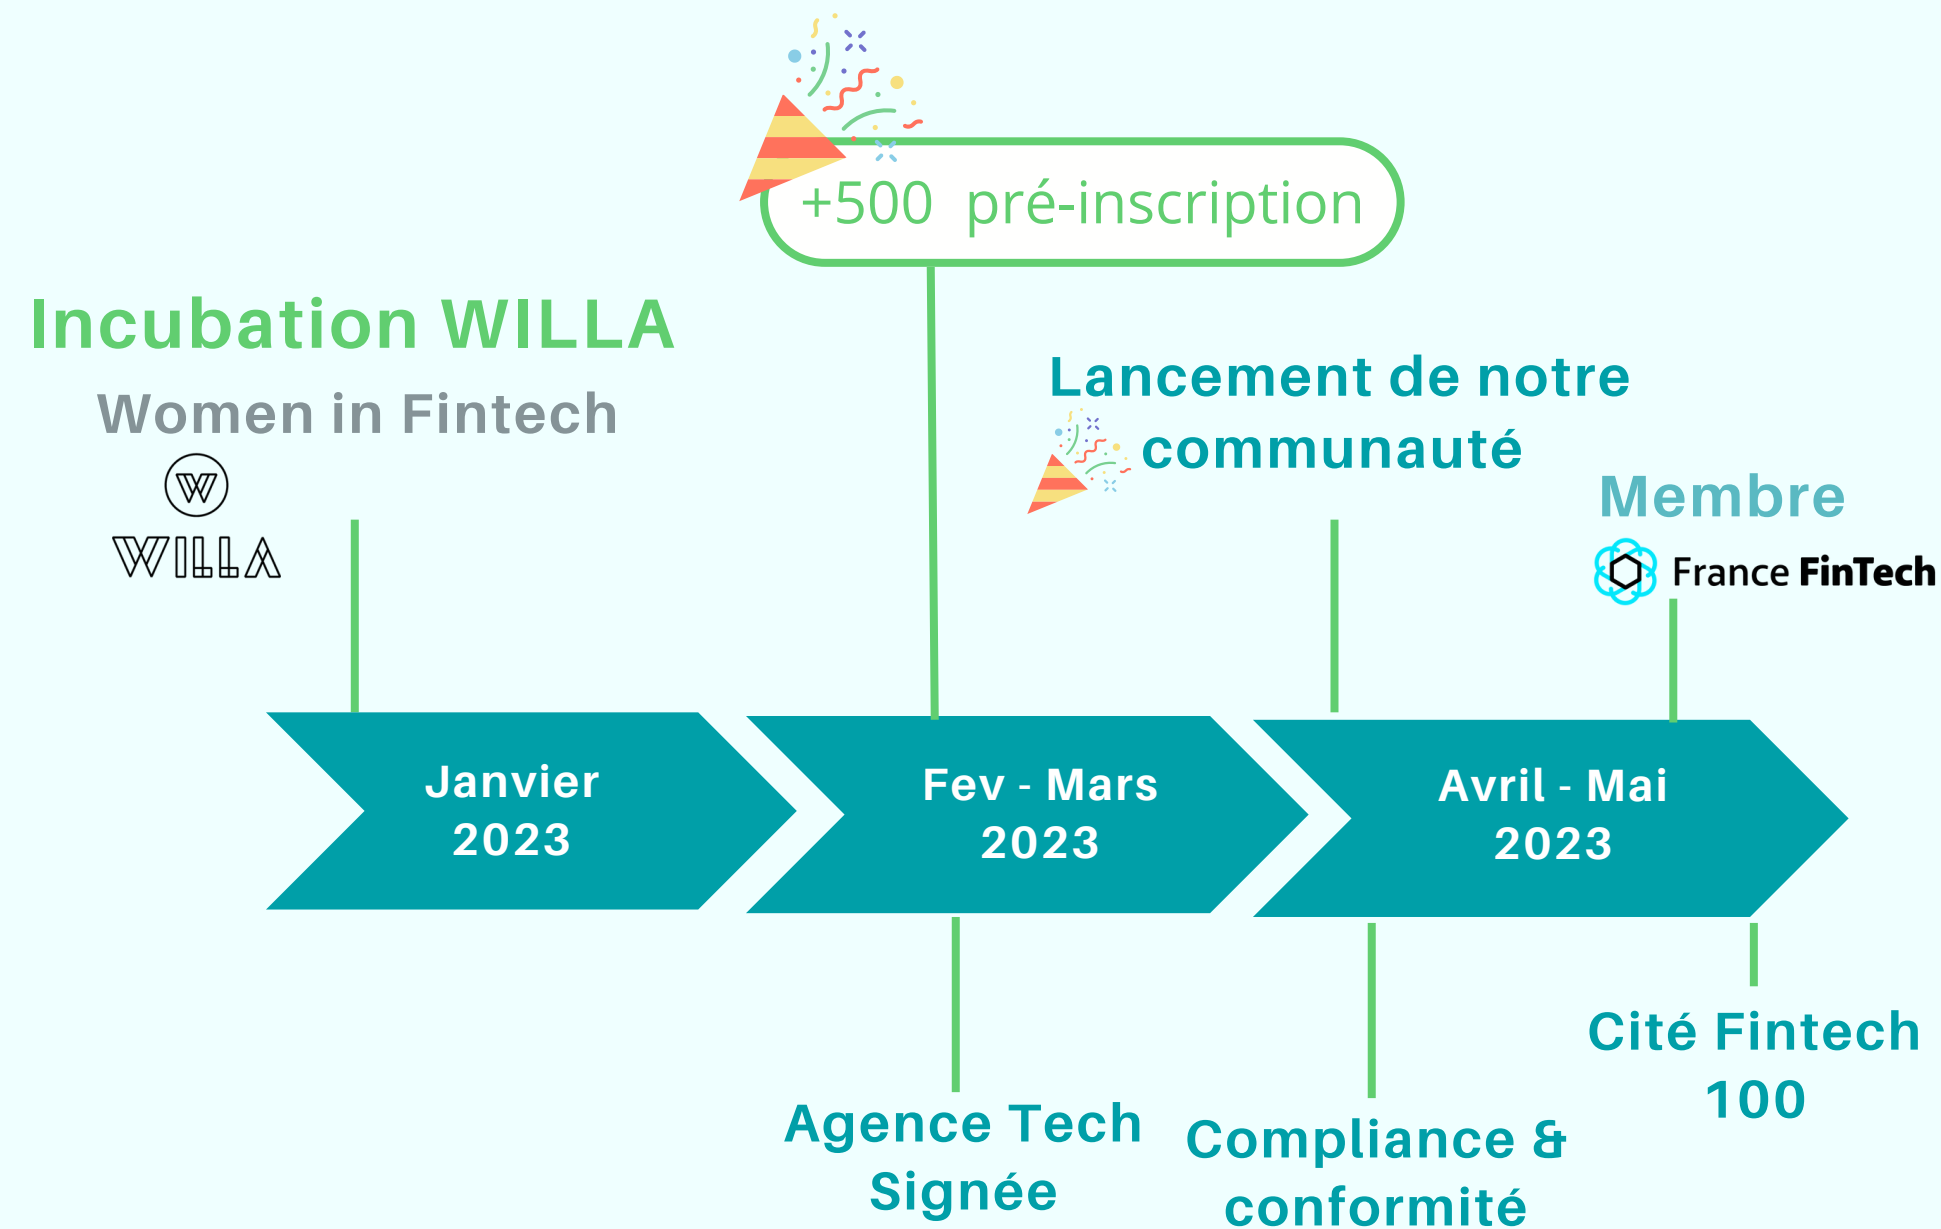 +500 pré-inscription
Incubation WILLA
Women in Fintech
W
WILLA
Lancement de notre
communauté
Membre
France FinTech
Janvier
2023
Fev - Mars
2023
Avril - Mai
2023
Agence Tech
Signée
Compliance &
conformité
Cité Fintech
100